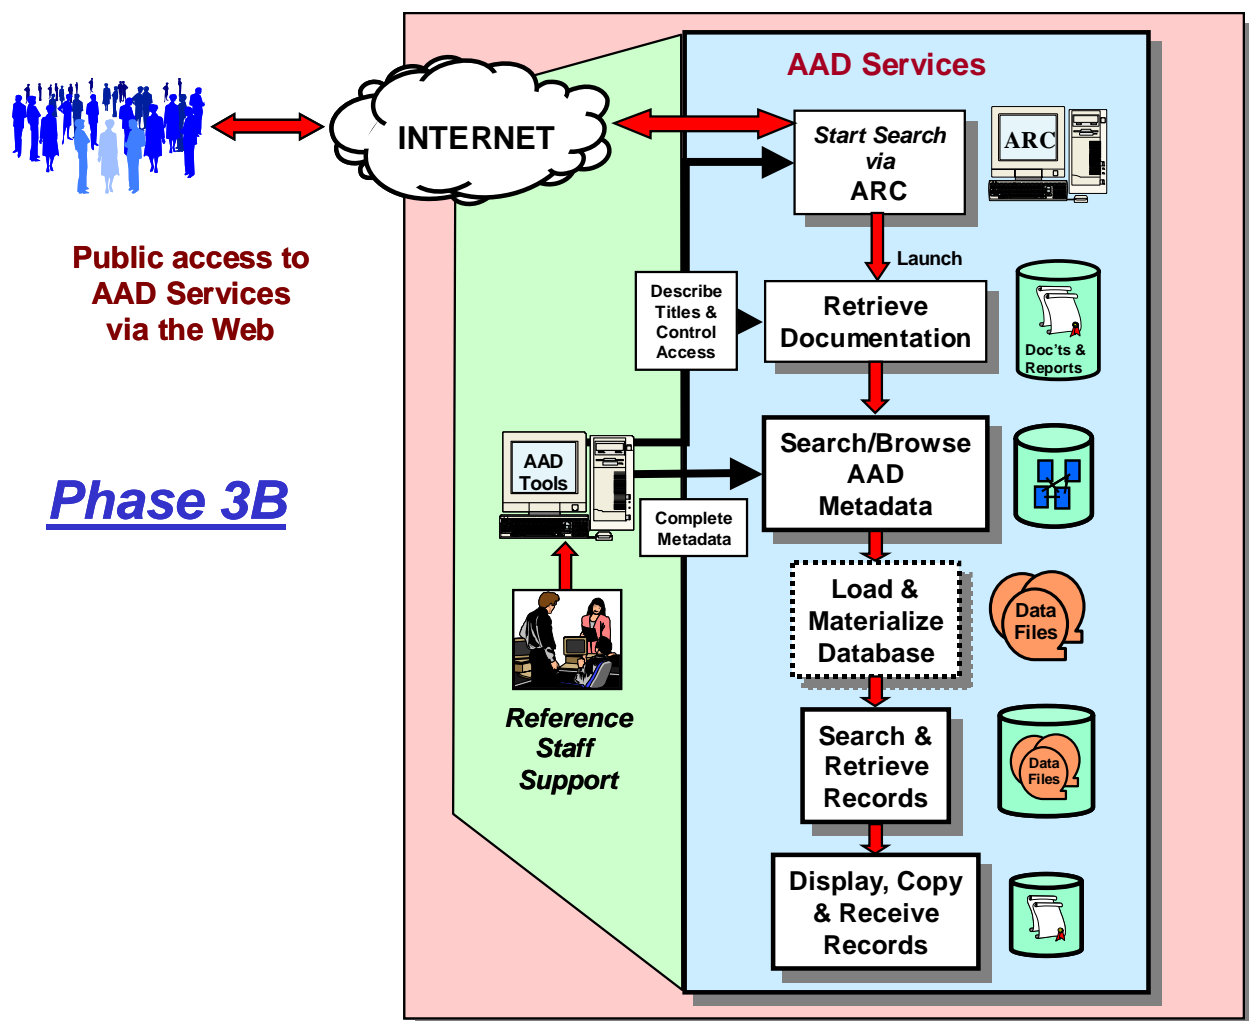 AAD Services
INTERNET
Start Search
via
ARC
ARC
Launch
Public access to
AAD Services
via the Web
Describe
Titles &
Control
Access
Retrieve
Documentation
Doc'ts &
Reports
Phase 3B
AAD
Tools
Search/Browse
AAD
Metadata
Complete
Metadata
Load &
Materialize
Database
Data
Files
Reference
Staff
Support
Search &
Retrieve
Records
Data
Files
Display, Copy
& Receive
Records